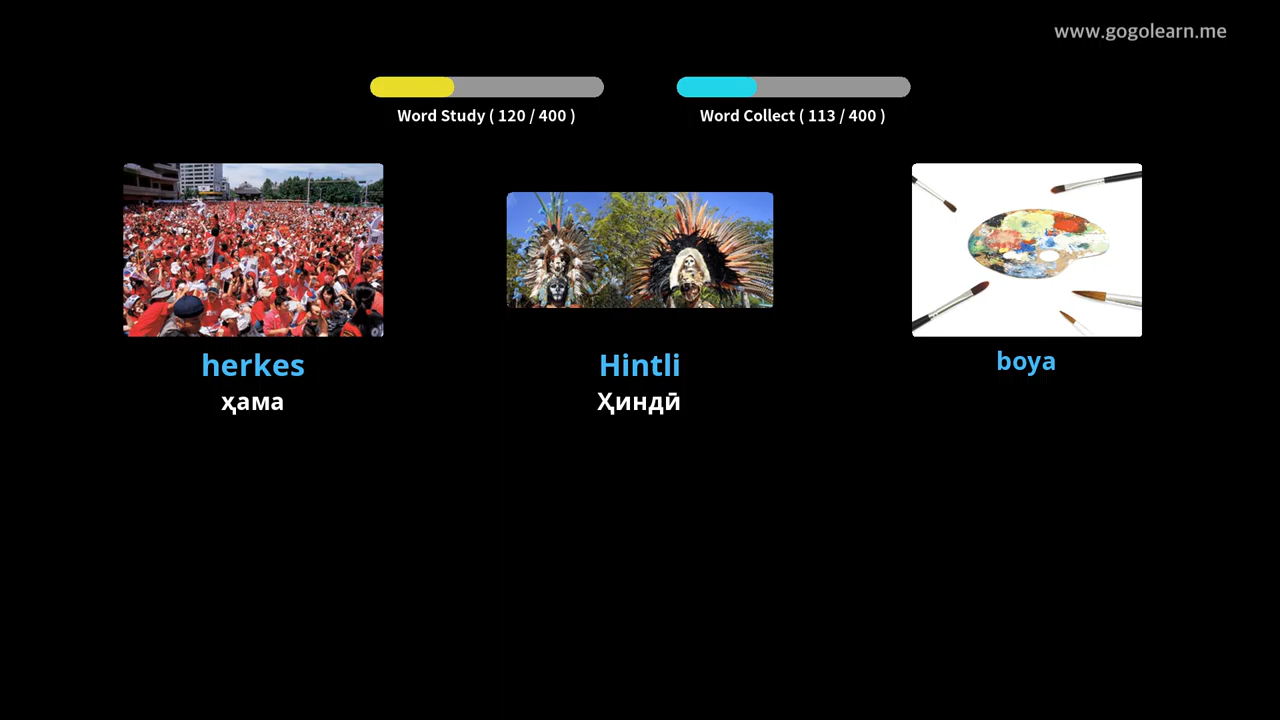 www.gogolearn.me
Word Study ( 120 / 400 )
Word Collect ( 113 / 400 )
herkes
ҳама
Hintli
Ҳиндӣ
boya